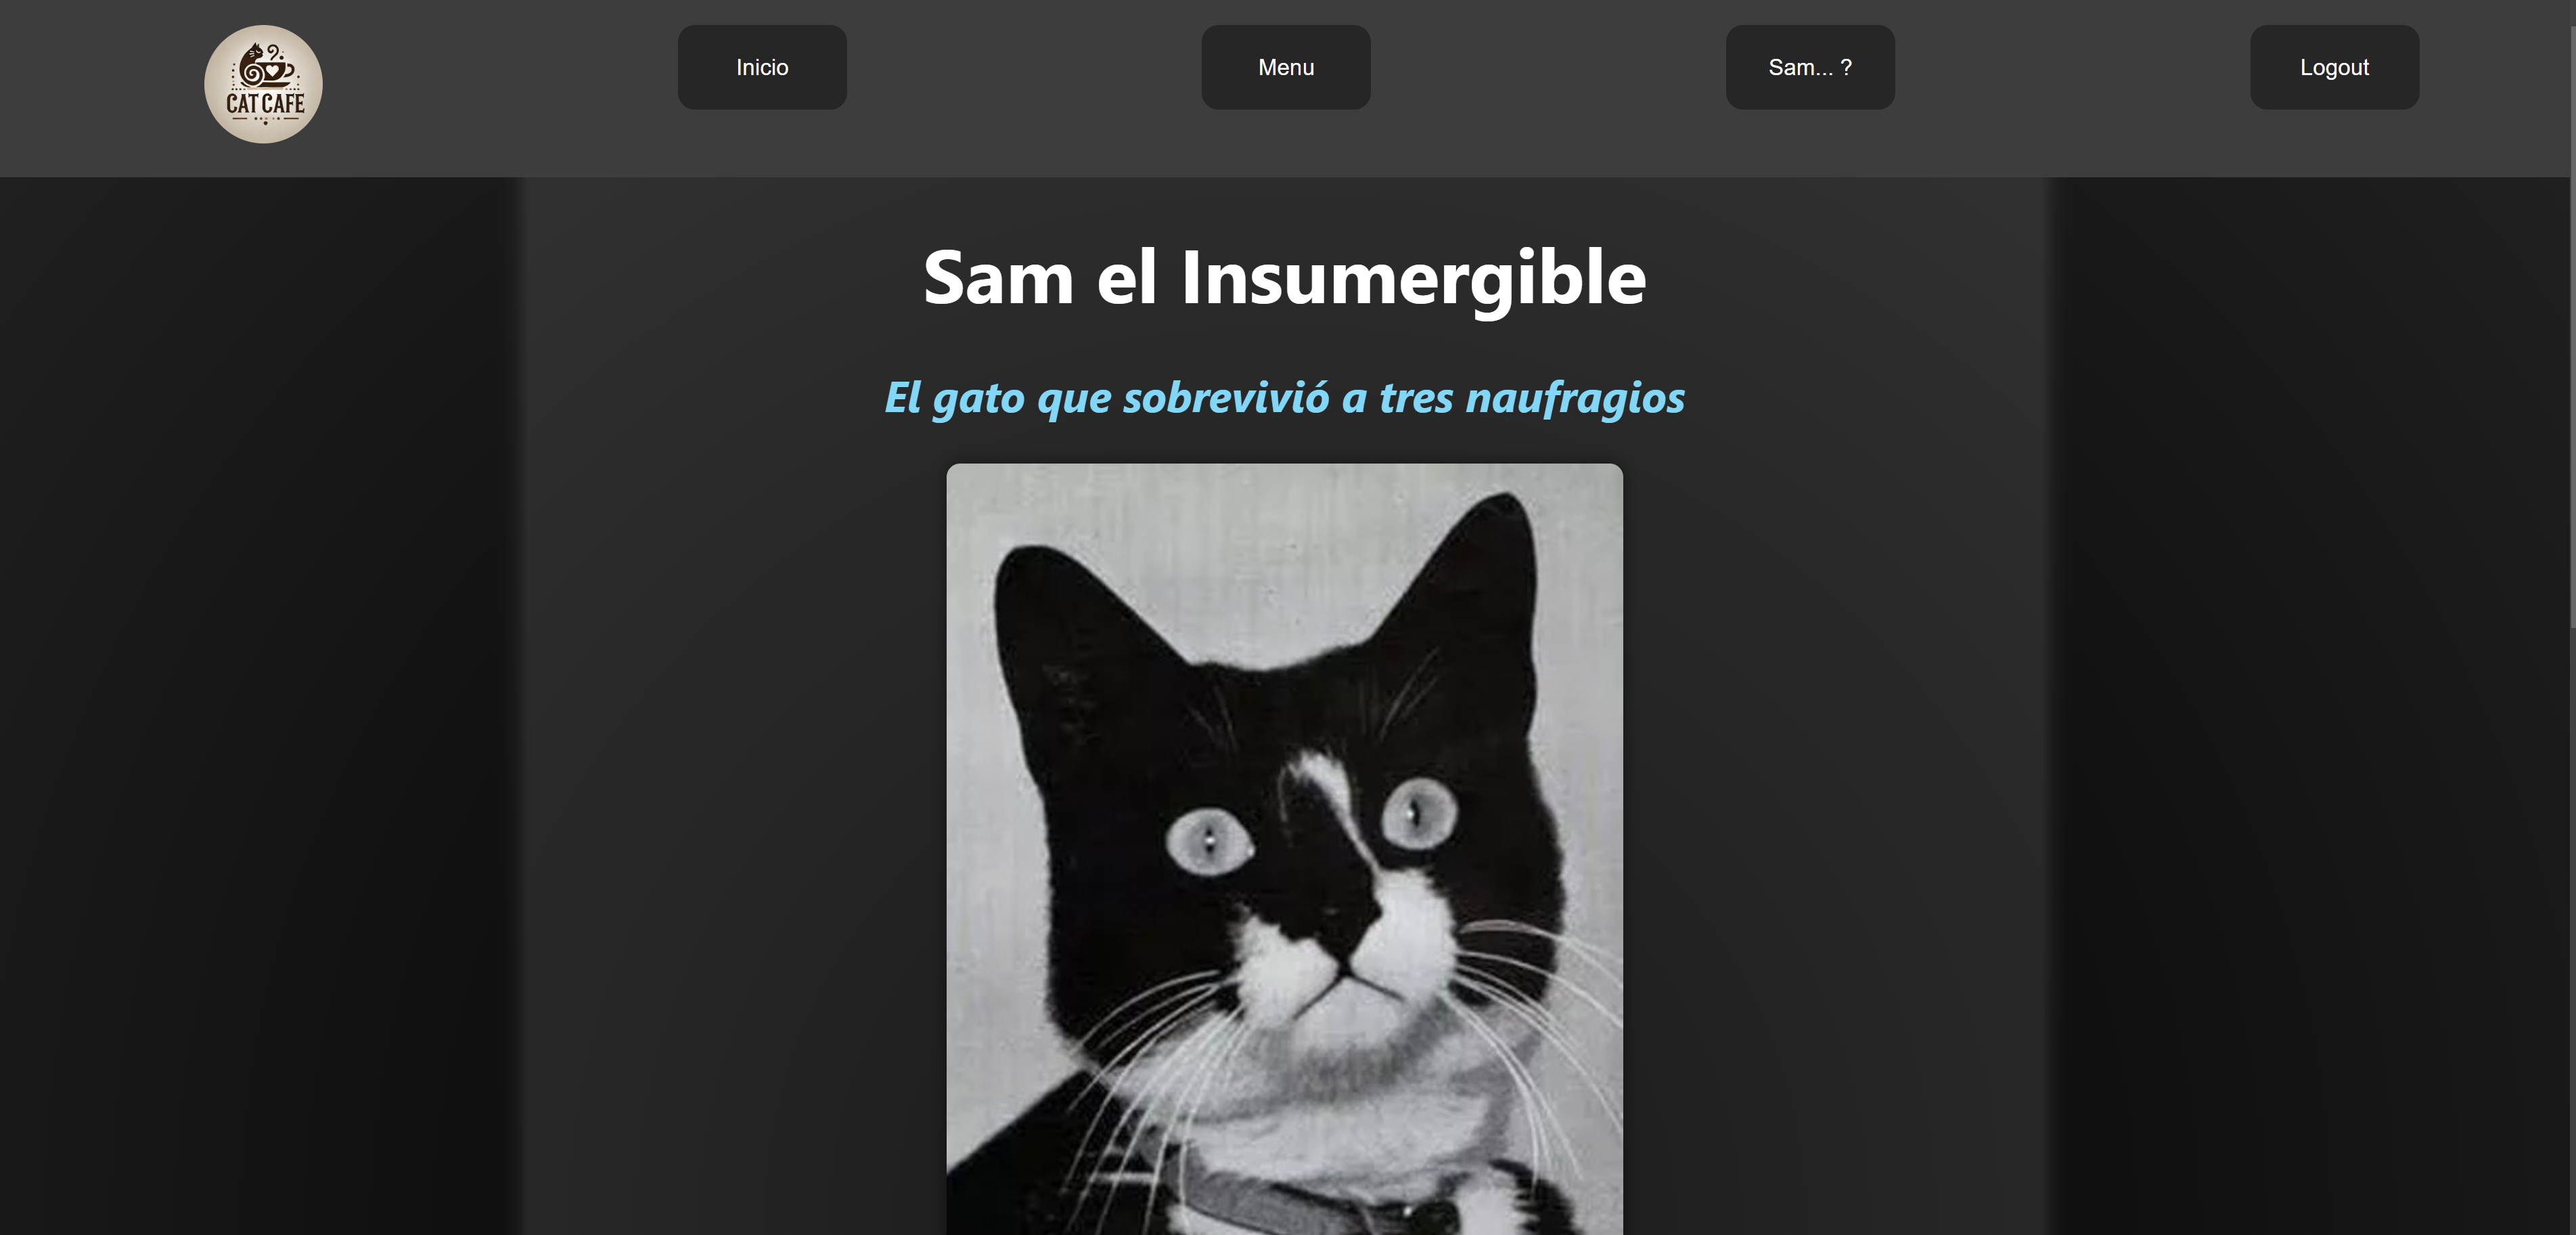 CAT CAFE
Inicio
Menu
Sam... ?
Logout
Sam el Insumergible
El gato que sobrevivió a tres naufragios